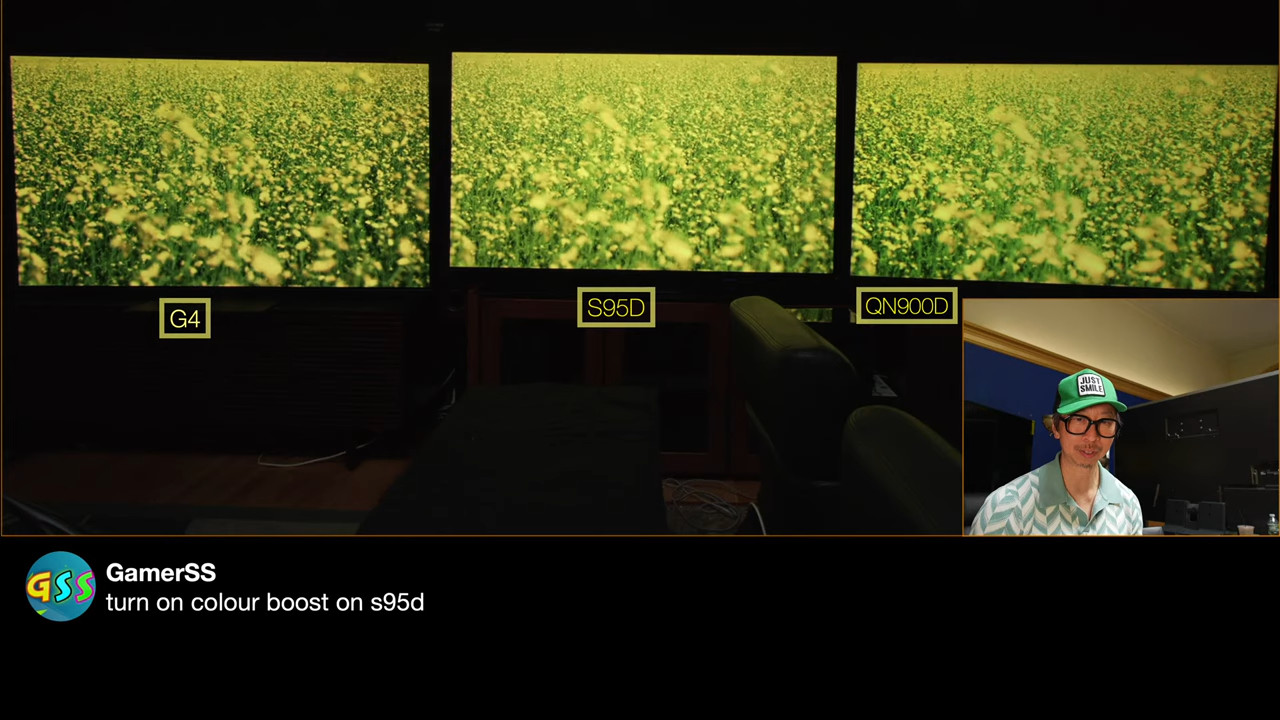 G4
S95D
QN900D
JUST
SMILE
GSS
GamerSS
turn on colour boost on s95d